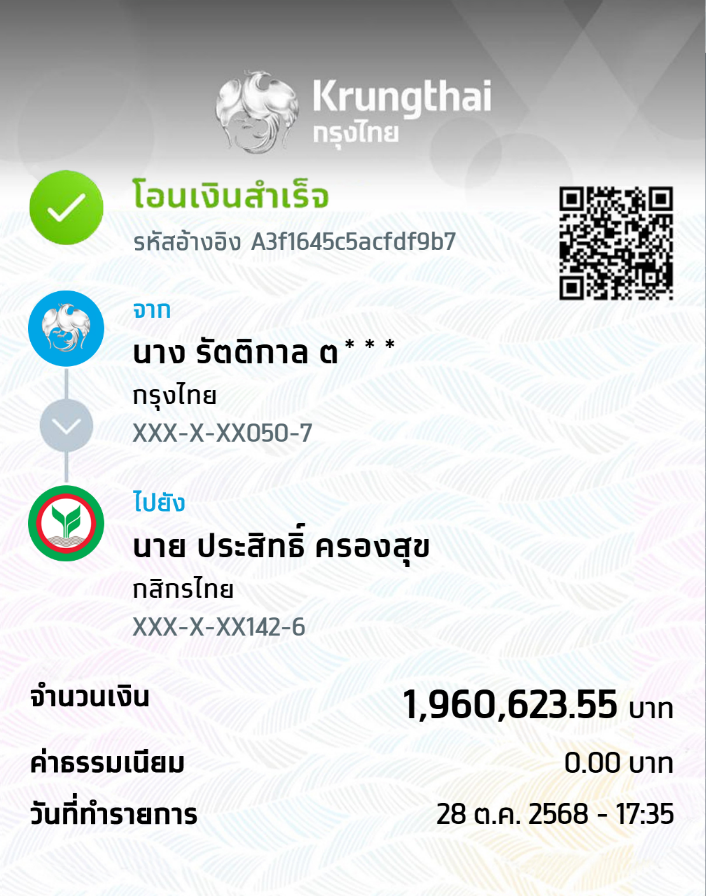 Krungthai
กรุงไทย
โอนเงินสำเร็จ
รหัสอ้างอิง A3f1645c5acfdf9b7
จาก
นาง รัตติกาล ต***
กรุงไทย
XXX-X-XX050-7
ไปยัง
นาย ประสิทธิ์ ครองสุข
กสิกรไทย
XXX-X-XX142-6
จำนวนเงิน 1,960,623.55 บาท
ค่าธรรมเนียม 0.00 บาท
วันที่ทำรายการ 28 ต.ค. 2568 - 17:35